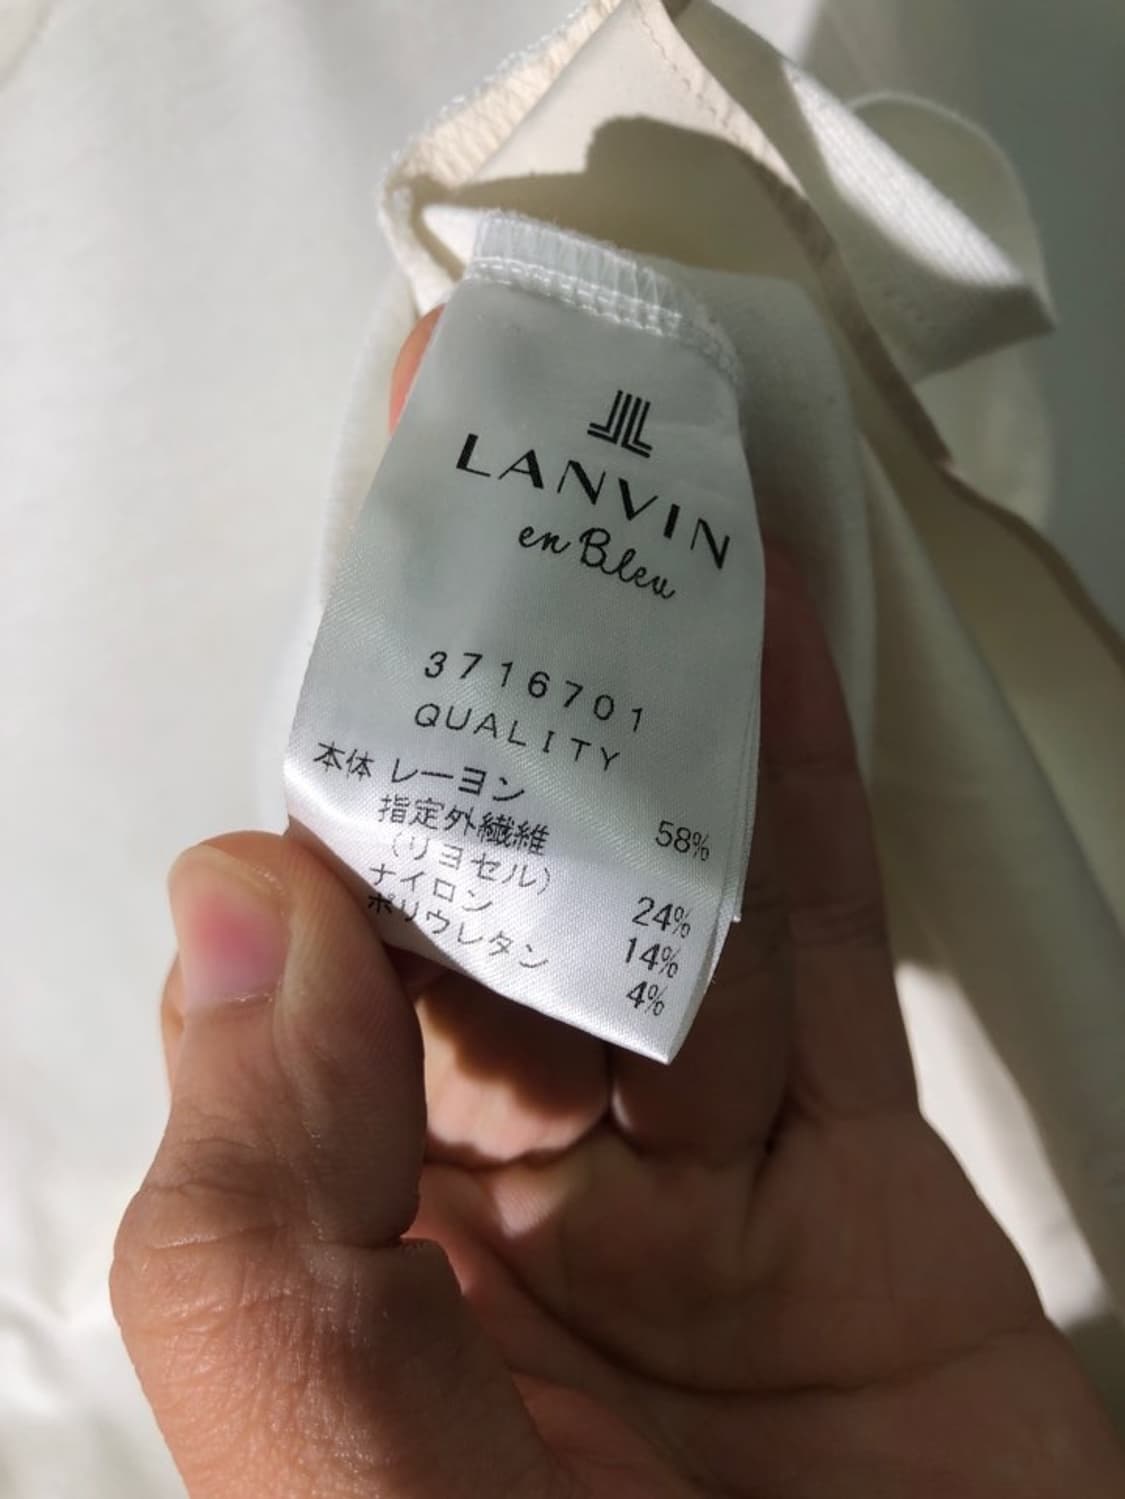 LANVIN
en Bleu
3716701
QUALITY
本体 レーヨン 58%
指定外繊維
(リヨセル) 24%
ナイロン 14%
ポリウレタン 4%